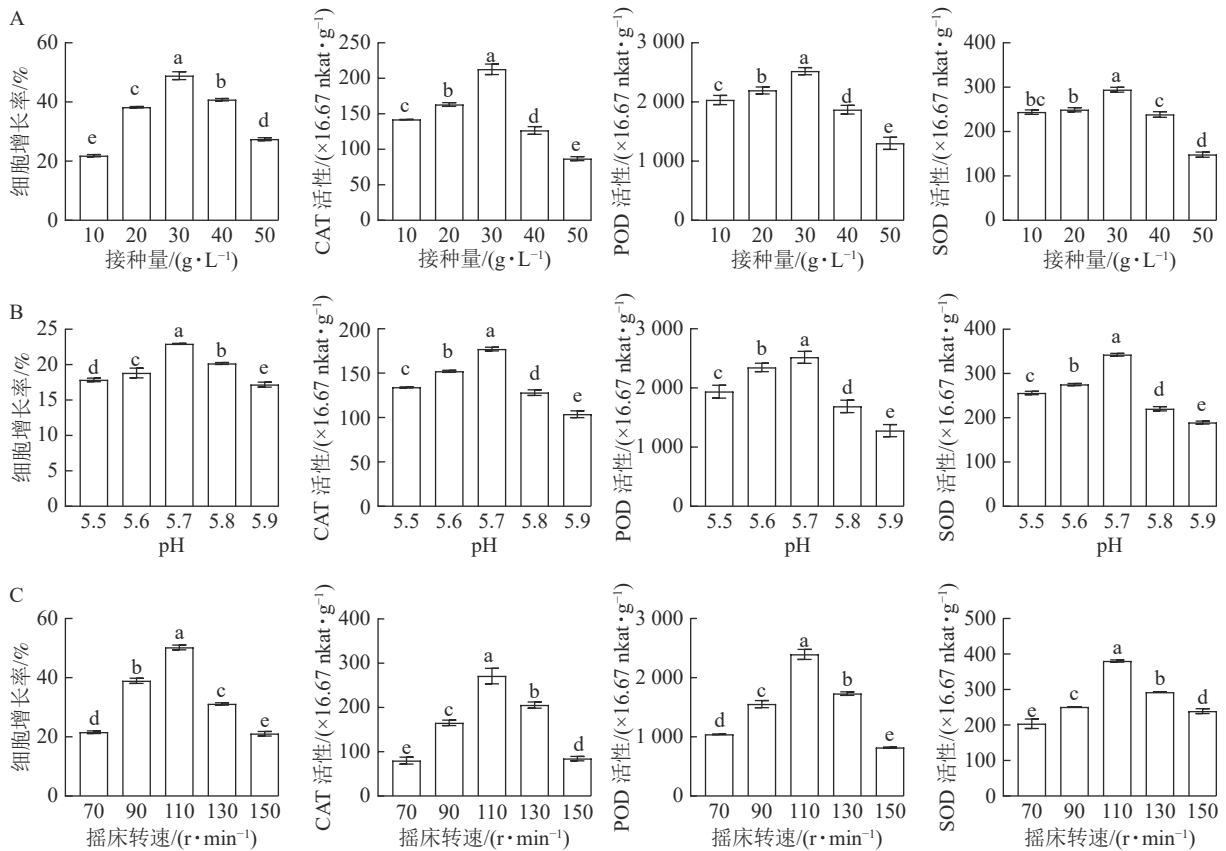 A
细胞增长率/%
60
40
20
0
e
c
a
b
d
10 20 30 40 50
接种量/(g·L⁻¹)
CAT 活性/(×16.67 nkat·g⁻¹)
250
200
150
100
50
0
c
b
a
d
e
10 20 30 40 50
接种量/(g·L⁻¹)
POD 活性/(×16.67 nkat·g⁻¹)
3 000
2 000
1 000
0
c
b
a
d
e
10 20 30 40 50
接种量/(g·L⁻¹)
SOD 活性/(×16.67 nkat·g⁻¹)
400
300
200
100
0
bc
b
a
c
d
10 20 30 40 50
接种量/(g·L⁻¹)
B
细胞增长率/%
25
20
15
10
5
0
d
c
a
b
e
5.5 5.6 5.7 5.8 5.9
pH
CAT 活性/(×16.67 nkat·g⁻¹)
200
150
100
50
0
c
b
a
d
e
5.5 5.6 5.7 5.8 5.9
pH
POD 活性/(×16.67 nkat·g⁻¹)
3 000
2 000
1 000
0
c
b
a
d
e
5.5 5.6 5.7 5.8 5.9
pH
SOD 活性/(×16.67 nkat·g⁻¹)
400
300
200
100
0
c
b
a
d
e
5.5 5.6 5.7 5.8 5.9
pH
C
细胞增长率/%
60
40
20
0
d
b
a
c
e
70 90 110 130 150
摇床转速/(r·min⁻¹)
CAT 活性/(×16.67 nkat·g⁻¹)
400
300
200
100
0
e
c
a
b
d
70 90 110 130 150
摇床转速/(r·min⁻¹)
POD 活性/(×16.67 nkat·g⁻¹)
3 000
2 000
1 000
0
d
c
a
b
e
70 90 110 130 150
摇床转速/(r·min⁻¹)
SOD 活性/(×16.67 nkat·g⁻¹)
500
400
300
200
100
0
e
c
a
b
d
70 90 110 130 150
摇床转速/(r·min⁻¹)